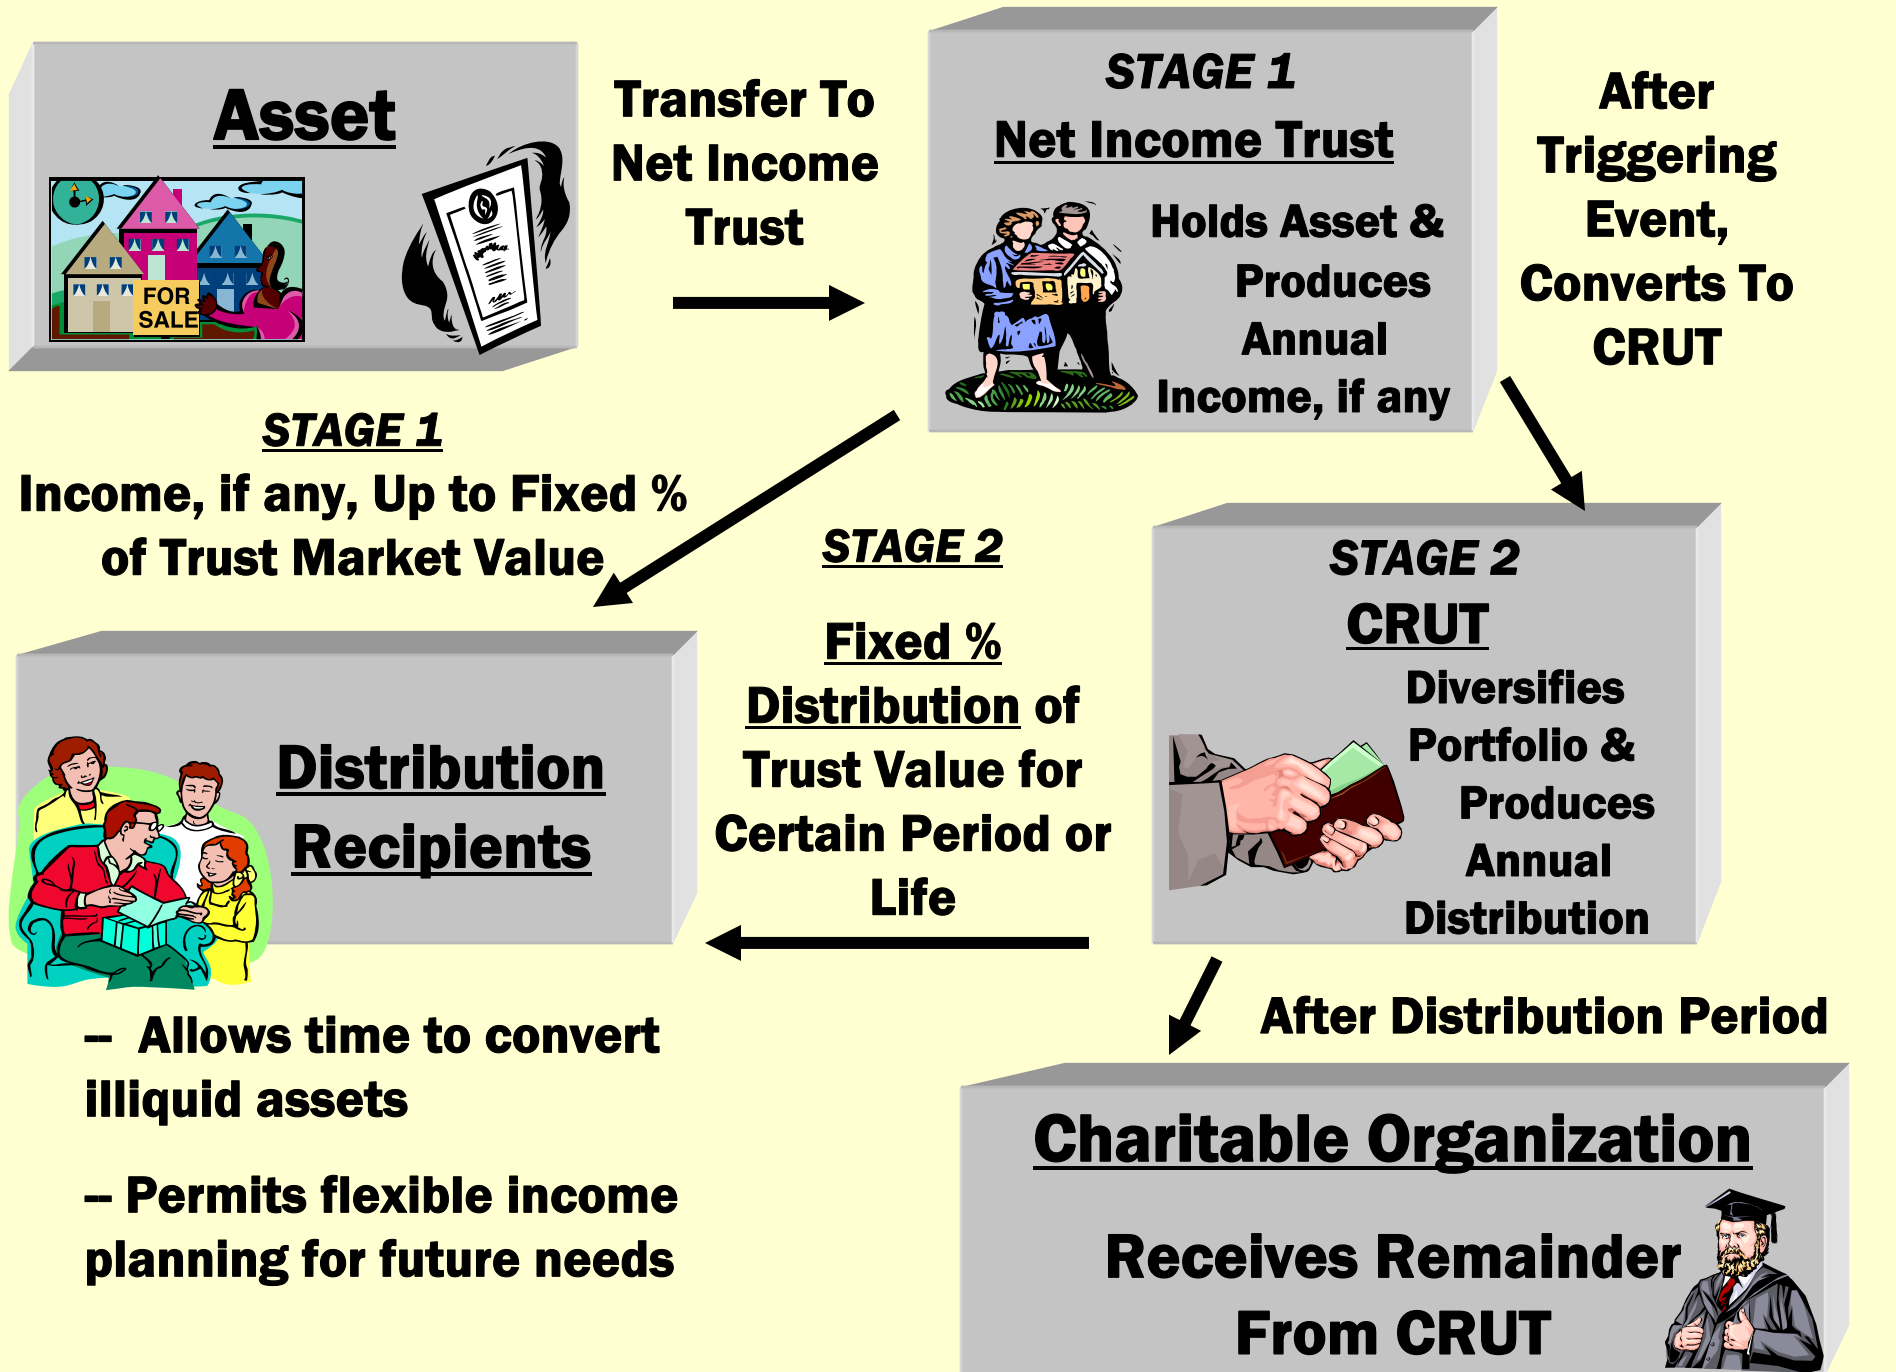 Asset
FOR
SALE
Transfer To
Net Income
Trust
STAGE 1
Net Income Trust
Holds Asset &
Produces
Annual
Income, if any
After
Triggering
Event,
Converts To
CRUT
STAGE 1
Income, if any, Up to Fixed %
of Trust Market Value
STAGE 2
Fixed %
Distribution of
Trust Value for
Certain Period or
Life
STAGE 2
CRUT
Diversifies
Portfolio &
Produces
Annual
Distribution
Distribution
Recipients
-- Allows time to convert
illiquid assets
-- Permits flexible income
planning for future needs
After Distribution Period
Charitable Organization
Receives Remainder
From CRUT